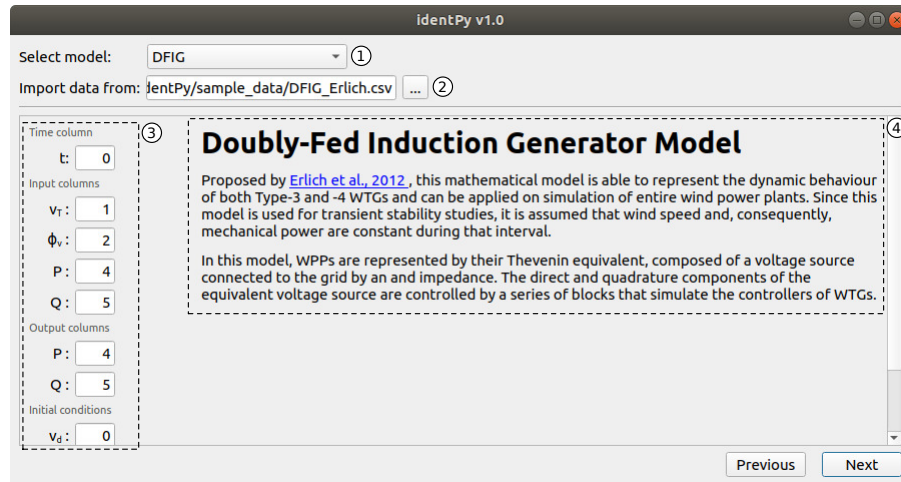 identPy v1.0
Select model: DFIG ①
Import data from: dentPy/sample_data/DFIG_Erlich.csv ... ②
Time column ③
t: 0
Input columns
vT : 1
ϕv : 2
P : 4
Q : 5
Output columns
P : 4
Q : 5
Initial conditions
vd : 0
④
Doubly-Fed Induction Generator Model
Proposed by Erlich et al., 2012 , this mathematical model is able to represent the dynamic behaviour
of both Type-3 and -4 WTGs and can be applied on simulation of entire wind power plants. Since this
model is used for transient stability studies, it is assumed that wind speed and, consequently,
mechanical power are constant during that interval.
In this model, WPPs are represented by their Thevenin equivalent, composed of a voltage source
connected to the grid by an and impedance. The direct and quadrature components of the
equivalent voltage source are controlled by a series of blocks that simulate the controllers of WTGs.
Previous Next